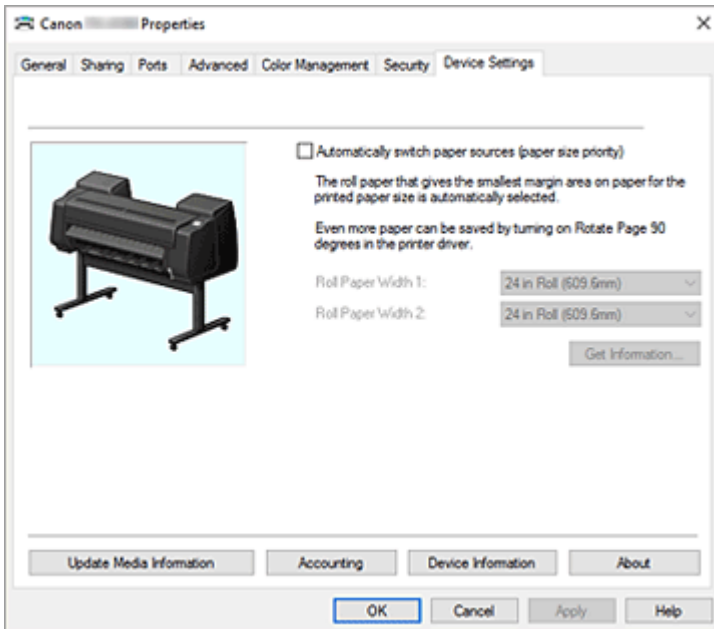 Canon Properties
General Sharing Ports Advanced Color Management Security Device Settings
Automatically switch paper sources (paper size priority)
The roll paper that gives the smallest margin area on paper for the
printed paper size is automatically selected.
Even more paper can be saved by turning on Rotate Page 90
degrees in the printer driver.
Roll Paper Width 1: 24 in Roll (609.6mm)
Roll Paper Width 2: 24 in Roll (609.6mm)
Get Information...
Update Media Information Accounting Device Information About
OK Cancel Apply Help